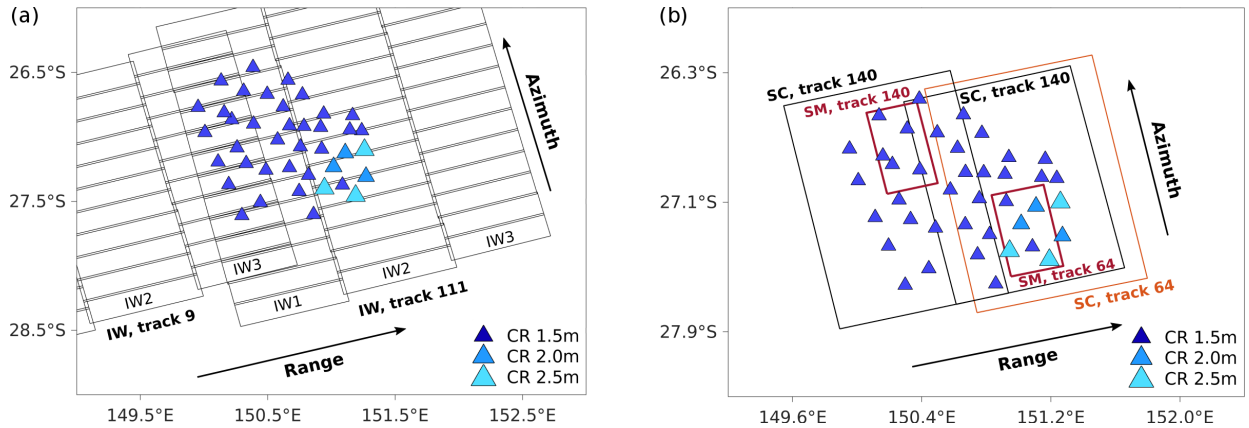 (a)
26.5°S
27.5°S
28.5°S
149.5°E
150.5°E
151.5°E
152.5°E
Azimuth
IW3
IW2
IW1
IW3
IW2
IW, track 111
IW, track 9
Range
CR 1.5m
CR 2.0m
CR 2.5m
(b)
26.3°S
27.1°S
27.9°S
149.6°E
150.4°E
151.2°E
152.0°E
SC, track 140
SM, track 140
SC, track 140
Azimuth
SM, track 64
SC, track 64
Range
CR 1.5m
CR 2.0m
CR 2.5m